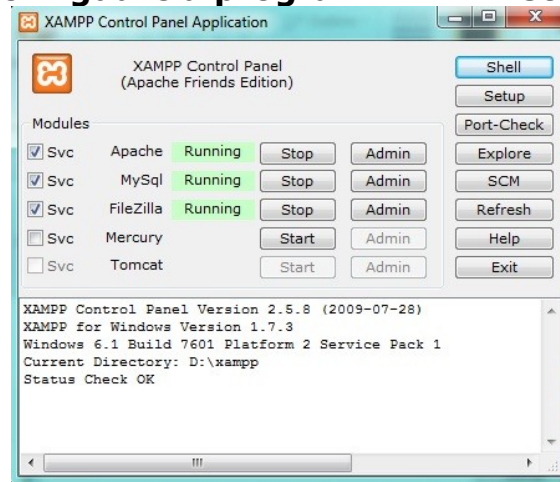 XAMPP Control Panel Application
XAMPP Control Panel
(Apache Friends Edition)
Shell
Setup
Port-Check
Explore
SCM
Refresh
Help
Exit
Modules
Svc Apache Running Stop Admin
Svc MySql Running Stop Admin
Svc FileZilla Running Stop Admin
Svc Mercury Start Admin
Svc Tomcat Start Admin
XAMPP Control Panel Version 2.5.8 (2009-07-28)
XAMPP for Windows Version 1.7.3
Windows 6.1 Build 7601 Platform 2 Service Pack 1
Current Directory: D:\xampp
Status Check OK